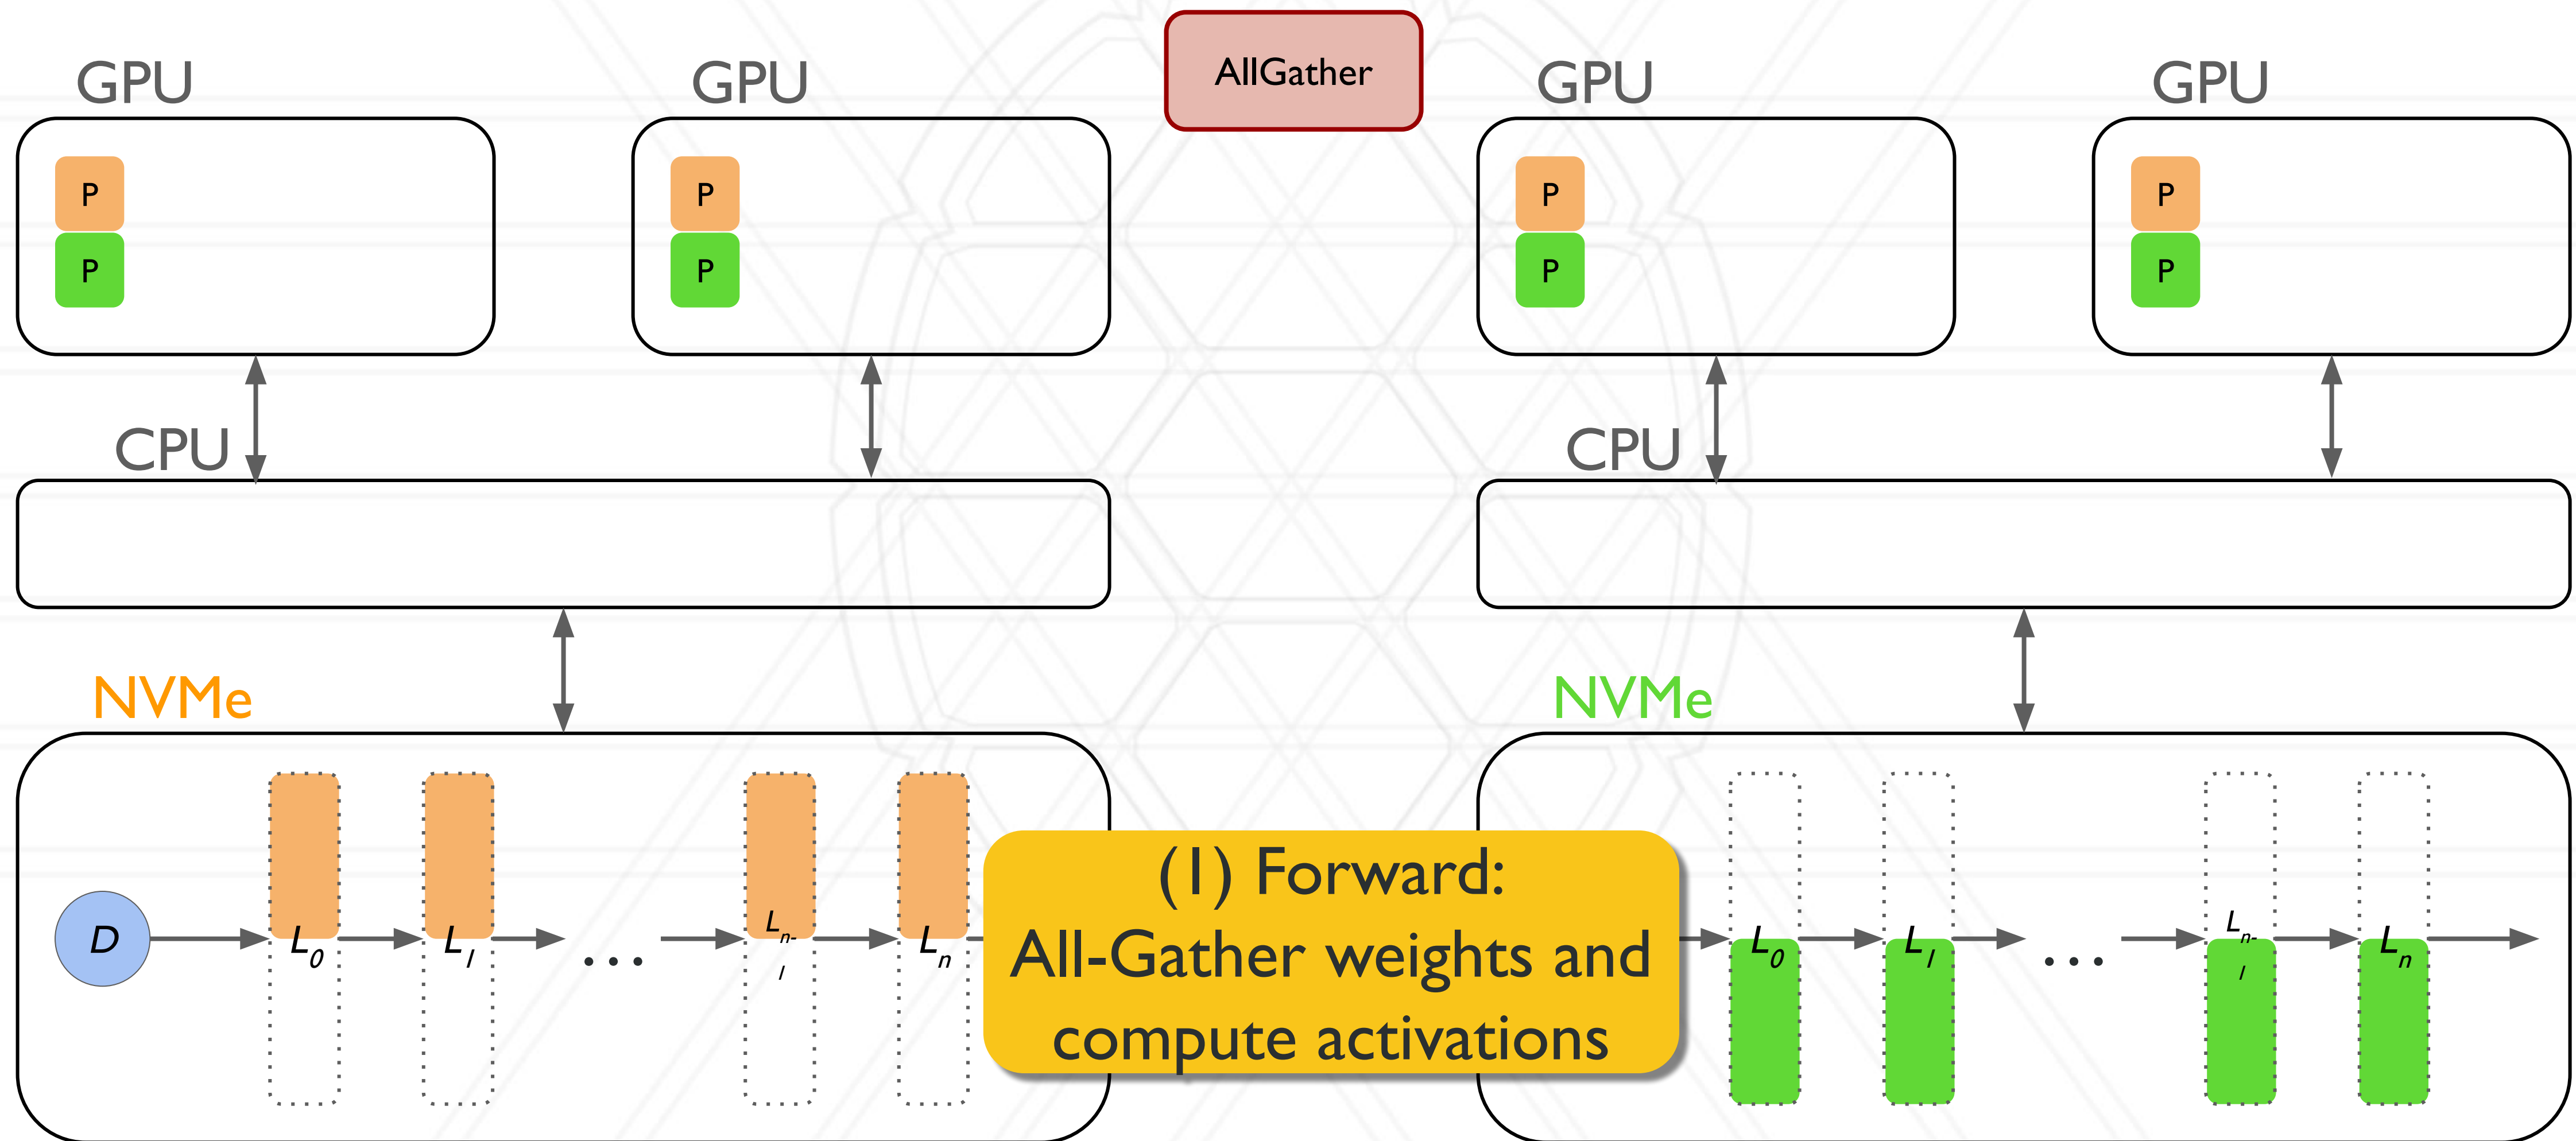 AllGather
GPU
GPU
GPU
GPU
P
P
P
P
P
P
P
P
CPU
CPU
NVMe
NVMe
D
L0
L1
...
Ln-
1
Ln
(1) Forward:
All-Gather weights and
compute activations
L0
L1
...
Ln-
1
Ln